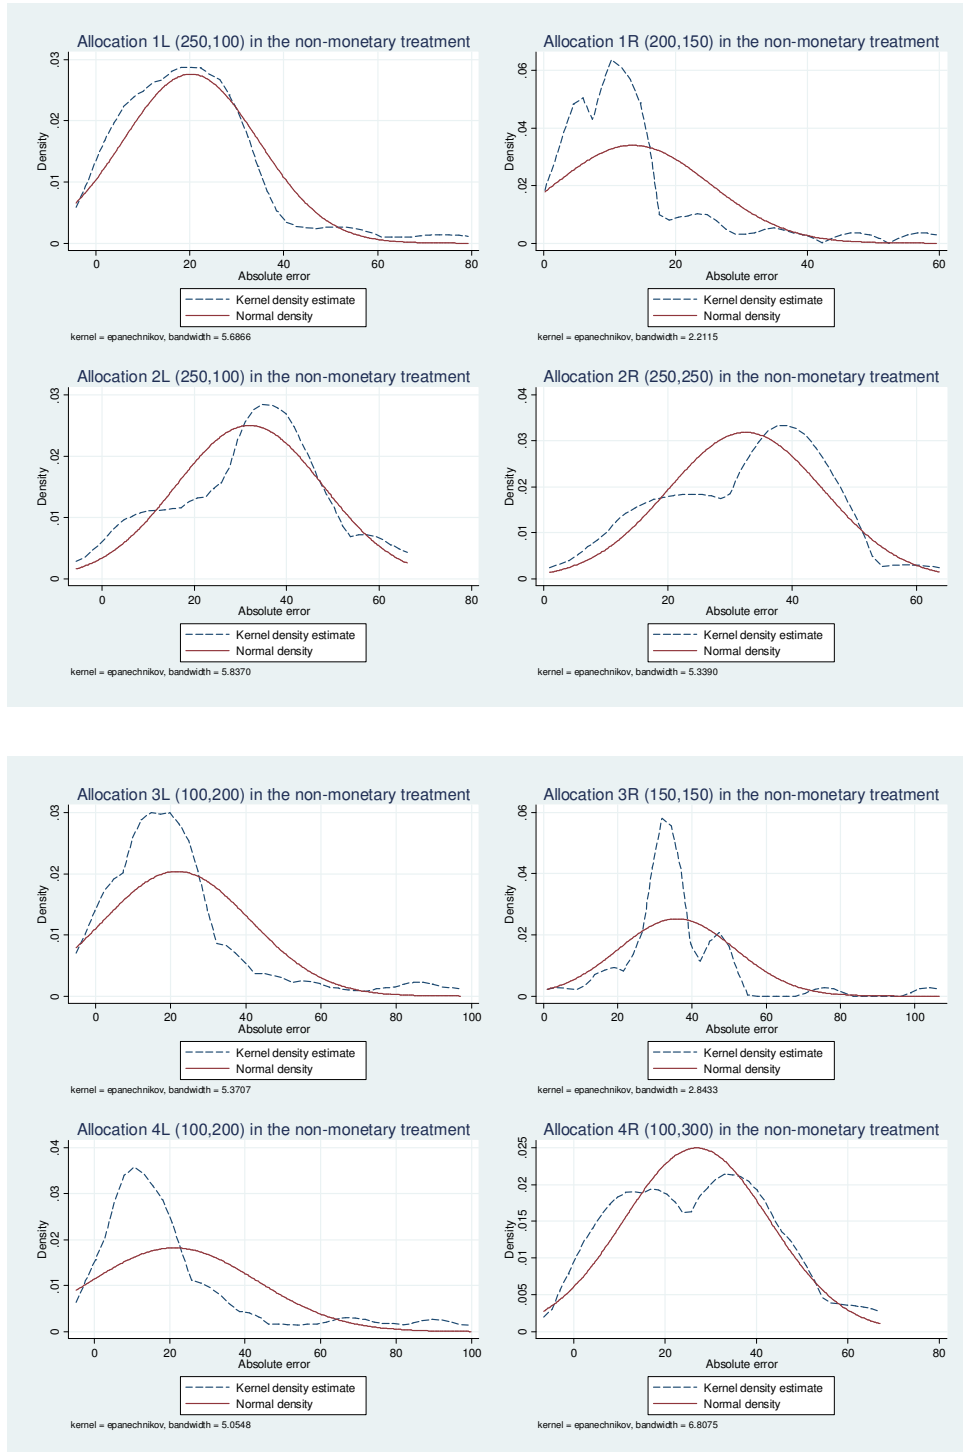 Allocation 1L (250,100) in the non-monetary treatment
Density
0 .01 .02 .03
0 20 40 60 80
Absolute error
Kernel density estimate
Normal density
kernel = epanechnikov, bandwidth = 5.6866
Allocation 1R (200,150) in the non-monetary treatment
Density
0 .02 .04 .06
0 20 40 60
Absolute error
Kernel density estimate
Normal density
kernel = epanechnikov, bandwidth = 2.2115
Allocation 2L (250,100) in the non-monetary treatment
Density
0 .01 .02 .03
0 20 40 60 80
Absolute error
Kernel density estimate
Normal density
kernel = epanechnikov, bandwidth = 5.8370
Allocation 2R (250,250) in the non-monetary treatment
Density
0 .01 .02 .03 .04
0 20 40 60
Absolute error
Kernel density estimate
Normal density
kernel = epanechnikov, bandwidth = 5.3390
Allocation 3L (100,200) in the non-monetary treatment
Density
0 .01 .02 .03
0 20 40 60 80 100
Absolute error
Kernel density estimate
Normal density
kernel = epanechnikov, bandwidth = 5.3707
Allocation 3R (150,150) in the non-monetary treatment
Density
0 .02 .04 .06
0 20 40 60 80 100
Absolute error
Kernel density estimate
Normal density
kernel = epanechnikov, bandwidth = 2.8433
Allocation 4L (100,200) in the non-monetary treatment
Density
0 .01 .02 .03 .04
0 20 40 60 80 100
Absolute error
Kernel density estimate
Normal density
kernel = epanechnikov, bandwidth = 5.0548
Allocation 4R (100,300) in the non-monetary treatment
Density
0 .005 .01 .015 .02 .025
0 20 40 60 80
Absolute error
Kernel density estimate
Normal density
kernel = epanechnikov, bandwidth = 6.8075